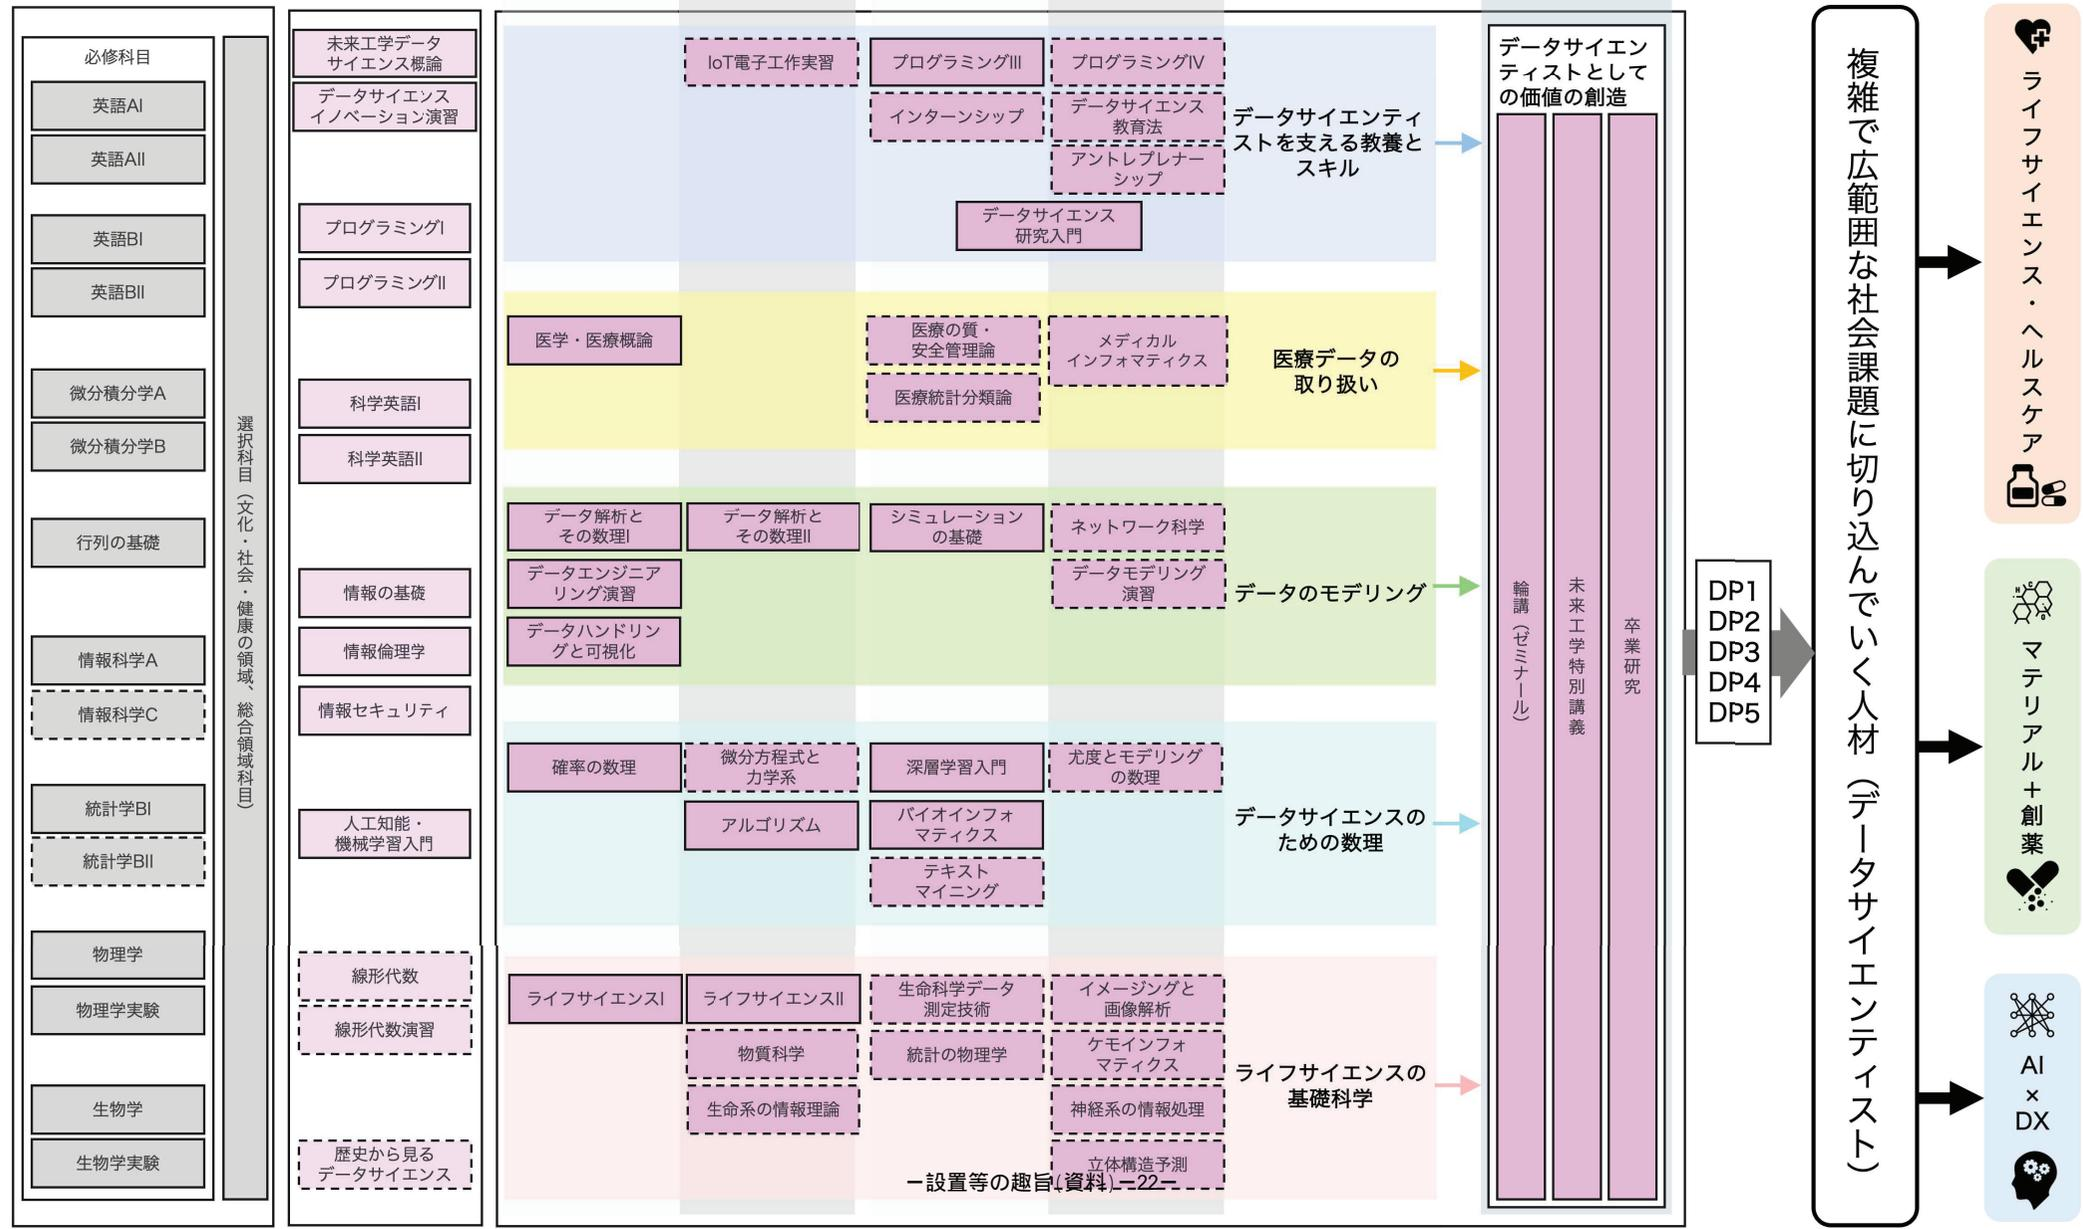 必修科目
英語AI
英語AII
英語BI
英語BII
微分積分学A
微分積分学B
行列の基礎
情報科学A
情報科学C
統計学BI
統計学BII
物理学
物理学実験
生物学
生物学実験
選択科目（文化・社会・健康の領域、総合領域科目）
未来工学データ
サイエンス概論
データサイエンス
イノベーション演習
プログラミングI
プログラミングII
科学英語I
科学英語II
情報の基礎
情報倫理学
情報セキュリティ
人工知能・
機械学習入門
線形代数
線形代数演習
歴史から見る
データサイエンス
IoT電子工作実習
プログラミングIII
プログラミングIV
インターンシップ
データサイエンス
教育法
アントレプレナー
シップ
データサイエンス
研究入門
データサイエンティ
ストを支える教養と
スキル
医学・医療概論
医療の質・
安全管理論
医療統計分類論
メディカル
インフォマティクス
医療データの
取り扱い
データ解析と
その数理I
データ解析と
その数理II
シミュレーション
の基礎
ネットワーク科学
データエンジニア
リング演習
データモデリング
演習
データハンドリン
グと可視化
データのモデリング
確率の数理
微分方程式と
力学系
深層学習入門
尤度とモデリング
の数理
アルゴリズム
バイオインフォ
マティクス
テキスト
マイニング
データサイエンスの
ための数理
ライフサイエンスI
ライフサイエンスII
生命科学データ
測定技術
イメージングと
画像解析
物質科学
統計の物理学
ケモインフォ
マティクス
生命系の情報理論
神経系の情報処理
立体構造予測
ライフサイエンスの
基礎科学
データサイエン
ティストとして
の価値の創造
輪講（ゼミナール）
未来工学特別講義
卒業研究
DP1
DP2
DP3
DP4
DP5
複雑で広範囲な社会課題に切り込んでいく人材（データサイエンティスト）
ライフサイエンス・ヘルスケア
マテリアル＋創薬
AI
×
DX
ー設置等の趣旨(資料)ー22ー